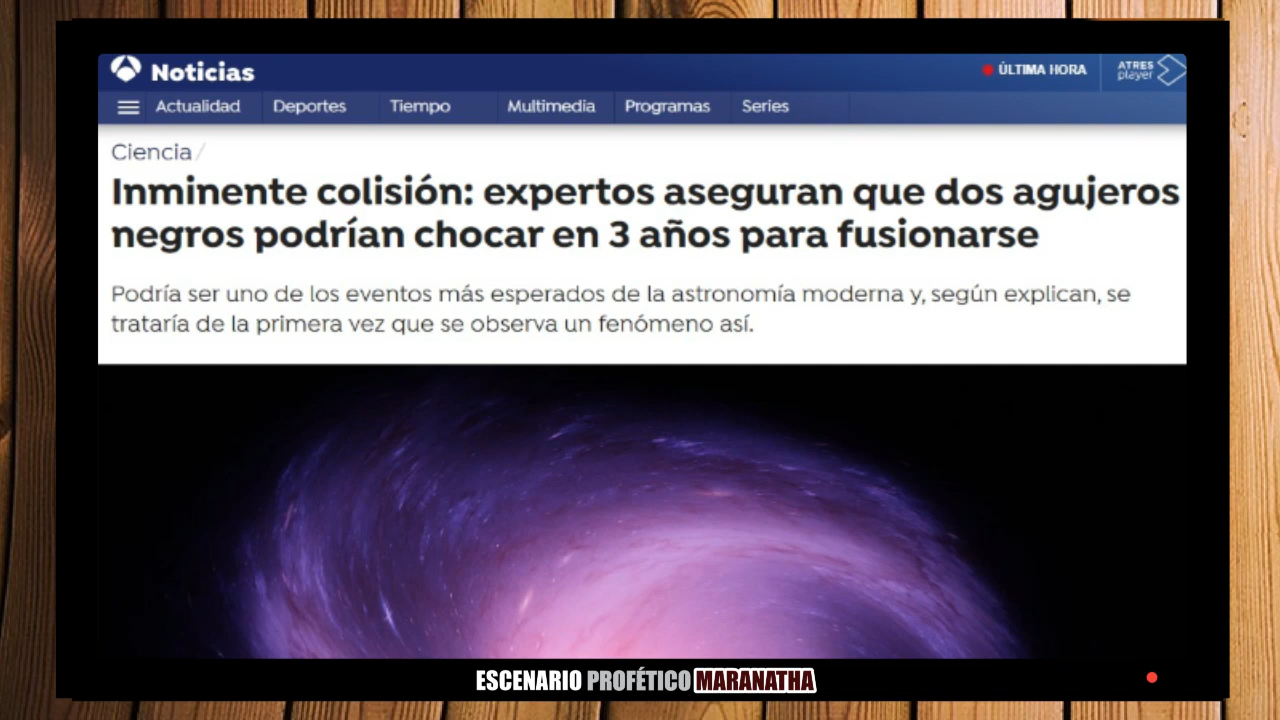 Noticias
ÚLTIMA HORA
ATRES
player
Actualidad
Deportes
Tiempo
Multimedia
Programas
Series
Ciencia/
Inminente colisión: expertos aseguran que dos agujeros
negros podrían chocar en 3 años para fusionarse
Podría ser uno de los eventos más esperados de la astronomía moderna y, según explican, se
trataría de la primera vez que se observa un fenómeno así.
ESCENARIO PROFÉTICO MARANATHA